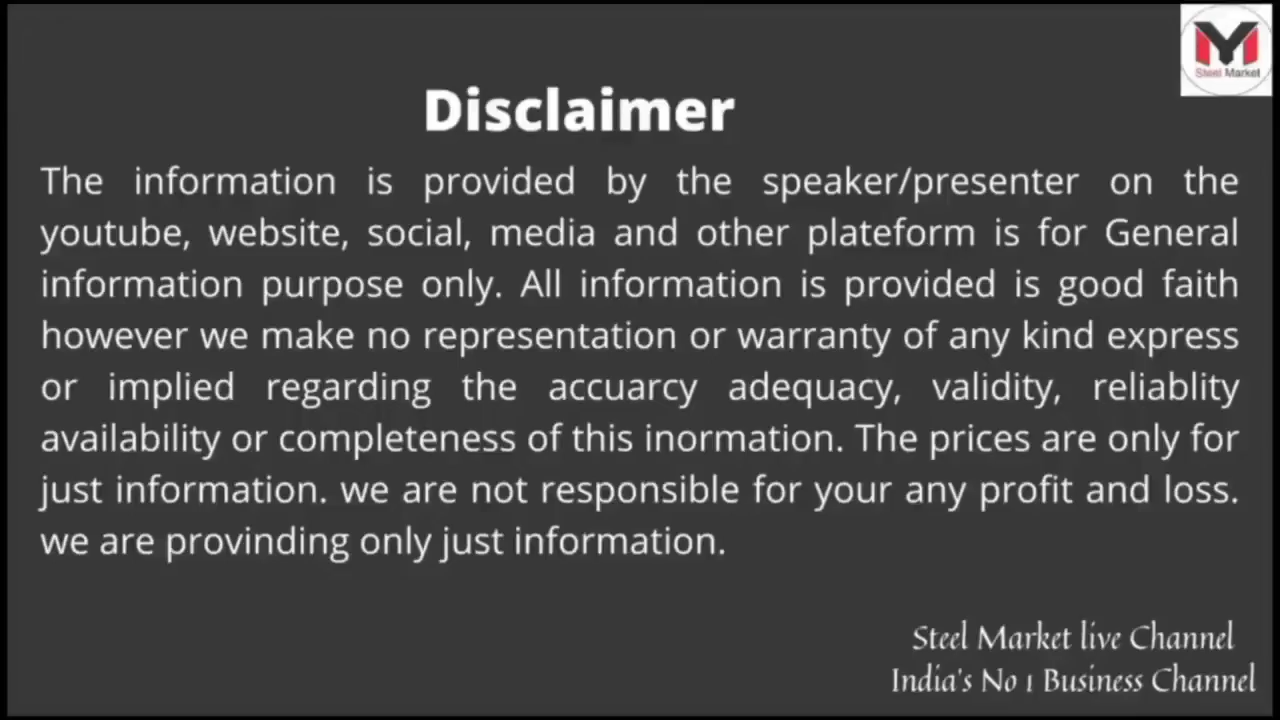 Steel Market
Disclaimer
The information is provided by the speaker/presenter on the
youtube, website, social, media and other plateform is for General
information purpose only. All information is provided is good faith
however we make no representation or warranty of any kind express
or implied regarding the accuarcy adequacy, validity, reliablity
availability or completeness of this inormation. The prices are only for
just information. we are not responsible for your any profit and loss.
we are provinding only just information.
Steel Market live Channel
India's No 1 Business Channel